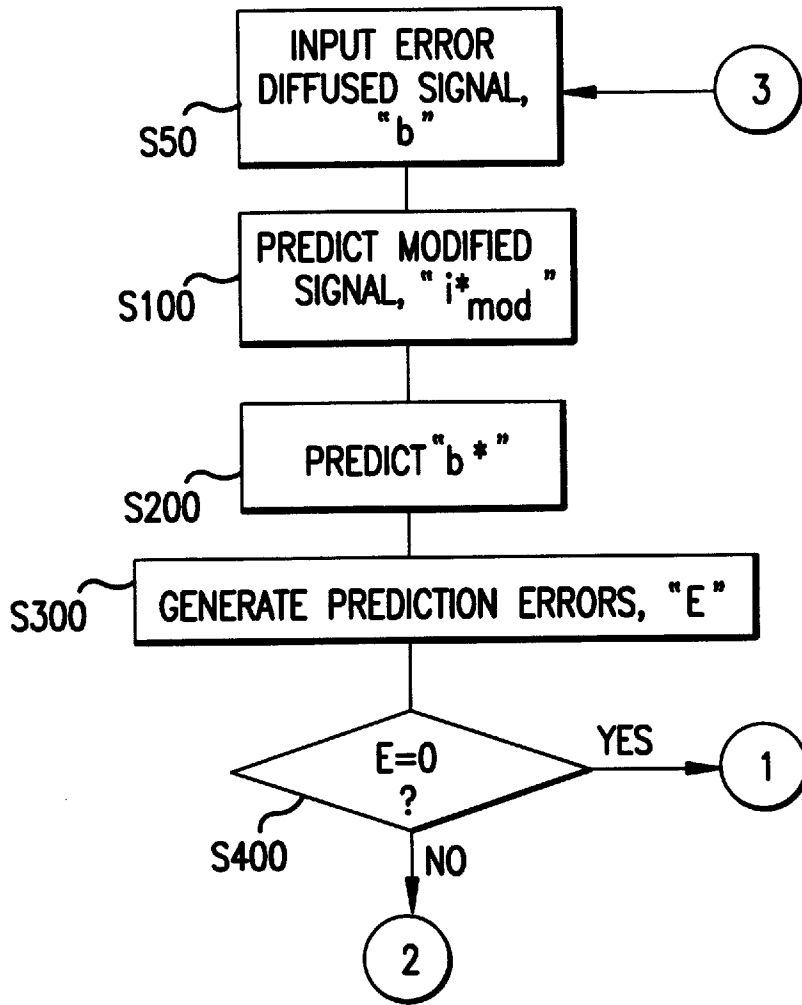 INPUT ERROR
DIFFUSED SIGNAL,
"b"
3
S50
PREDICT MODIFIED
SIGNAL, "i*mod"
S100
PREDICT "b*"
S200
GENERATE PREDICTION ERRORS, "E"
S300
E=0
?
YES
1
S400
NO
2